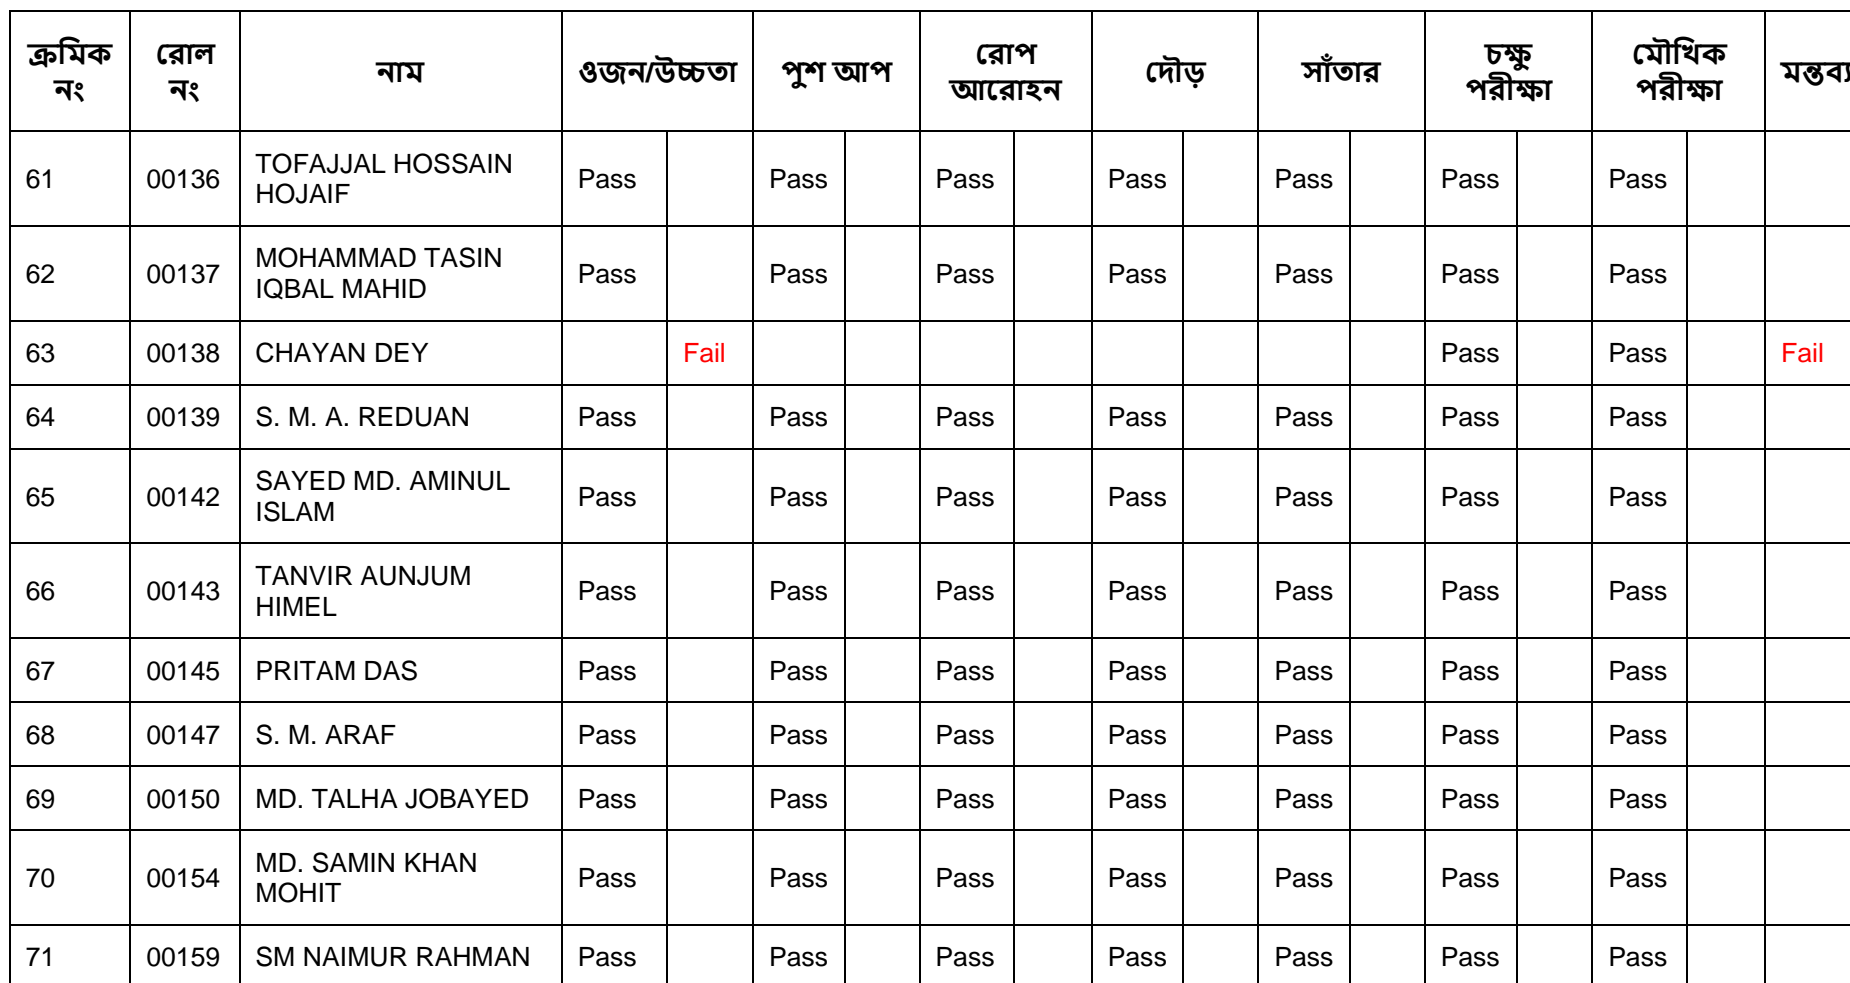 ক্রমিক নং রোল নং নাম ওজন/উচ্চতা পুশ আপ রোপ আরোহন দৌড় সাঁতার চক্ষু পরীক্ষা মৌখিক পরীক্ষা মন্তব্য
61 00136 TOFAJJAL HOSSAIN HOJAIF Pass Pass Pass Pass Pass Pass Pass
62 00137 MOHAMMAD TASIN IQBAL MAHID Pass Pass Pass Pass Pass Pass Pass
63 00138 CHAYAN DEY Fail Pass Pass Fail
64 00139 S. M. A. REDUAN Pass Pass Pass Pass Pass Pass Pass
65 00142 SAYED MD. AMINUL ISLAM Pass Pass Pass Pass Pass Pass Pass
66 00143 TANVIR AUNJUM HIMEL Pass Pass Pass Pass Pass Pass Pass
67 00145 PRITAM DAS Pass Pass Pass Pass Pass Pass Pass
68 00147 S. M. ARAF Pass Pass Pass Pass Pass Pass Pass
69 00150 MD. TALHA JOBAYED Pass Pass Pass Pass Pass Pass Pass
70 00154 MD. SAMIN KHAN MOHIT Pass Pass Pass Pass Pass Pass Pass
71 00159 SM NAIMUR RAHMAN Pass Pass Pass Pass Pass Pass Pass